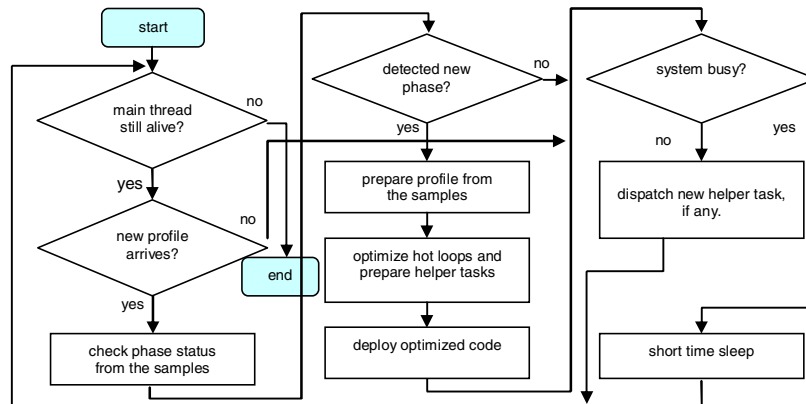 start
main thread
still alive?
no
yes
new profile
arrives?
no
yes
end
check phase status
from the samples
detected new
phase?
no
yes
prepare profile from
the samples
optimize hot loops and
prepare helper tasks
deploy optimized code
system busy?
yes
no
dispatch new helper task,
if any.
short time sleep